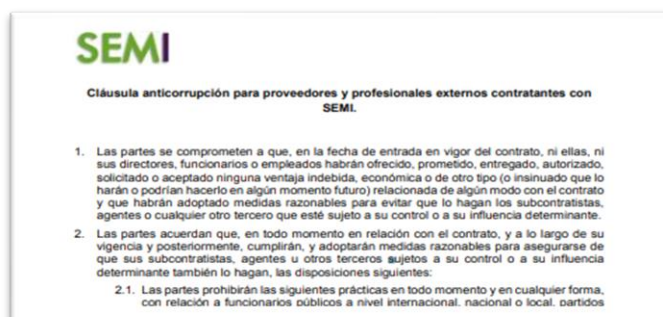 SEMI
Cláusula anticorrupción para proveedores y profesionales externos contratantes con
SEMI.
1. Las partes se comprometen a que, en la fecha de entrada en vigor del contrato, ni ellas, ni
sus directores, funcionarios o empleados habrán ofrecido, prometido, entregado, autorizado,
solicitado o aceptado ninguna ventaja indebida, económica o de otro tipo (o insinuado que lo
harán o podrían hacerlo en algún momento futuro) relacionada de algún modo con el contrato
y que habrán adoptado medidas razonables para evitar que lo hagan los subcontratistas,
agentes o cualquier otro tercero que esté sujeto a su control o a su influencia determinante.
2. Las partes acuerdan que, en todo momento en relación con el contrato, y a lo largo de su
vigencia y posteriormente, cumplirán, y adoptarán medidas razonables para asegurarse de
que sus subcontratistas, agentes u otros terceros sujetos a su control o a su influencia
determinante también lo hagan, las disposiciones siguientes:
2.1. Las partes prohibirán las siguientes prácticas en todo momento y en cualquier forma,
con relación a funcionarios públicos a nivel internacional, nacional o local, partidos